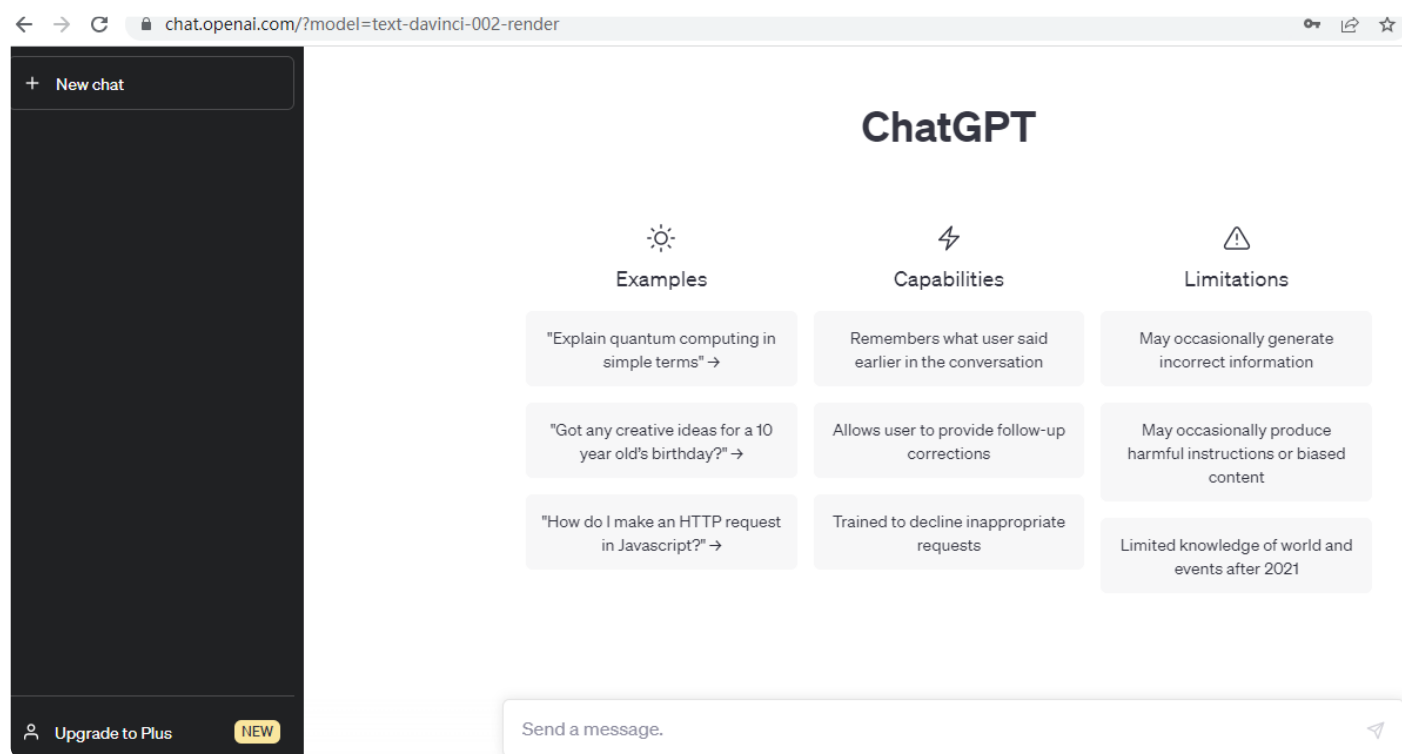 chat.openai.com/?model=text-davinci-002-render
New chat
ChatGPT
Examples
"Explain quantum computing in
simple terms" →
"Got any creative ideas for a 10
year old's birthday?" →
"How do I make an HTTP request
in Javascript?" →
Capabilities
Remembers what user said
earlier in the conversation
Allows user to provide follow-up
corrections
Trained to decline inappropriate
requests
Limitations
May occasionally generate
incorrect information
May occasionally produce
harmful instructions or biased
content
Limited knowledge of world and
events after 2021
Upgrade to Plus NEW
Send a message.